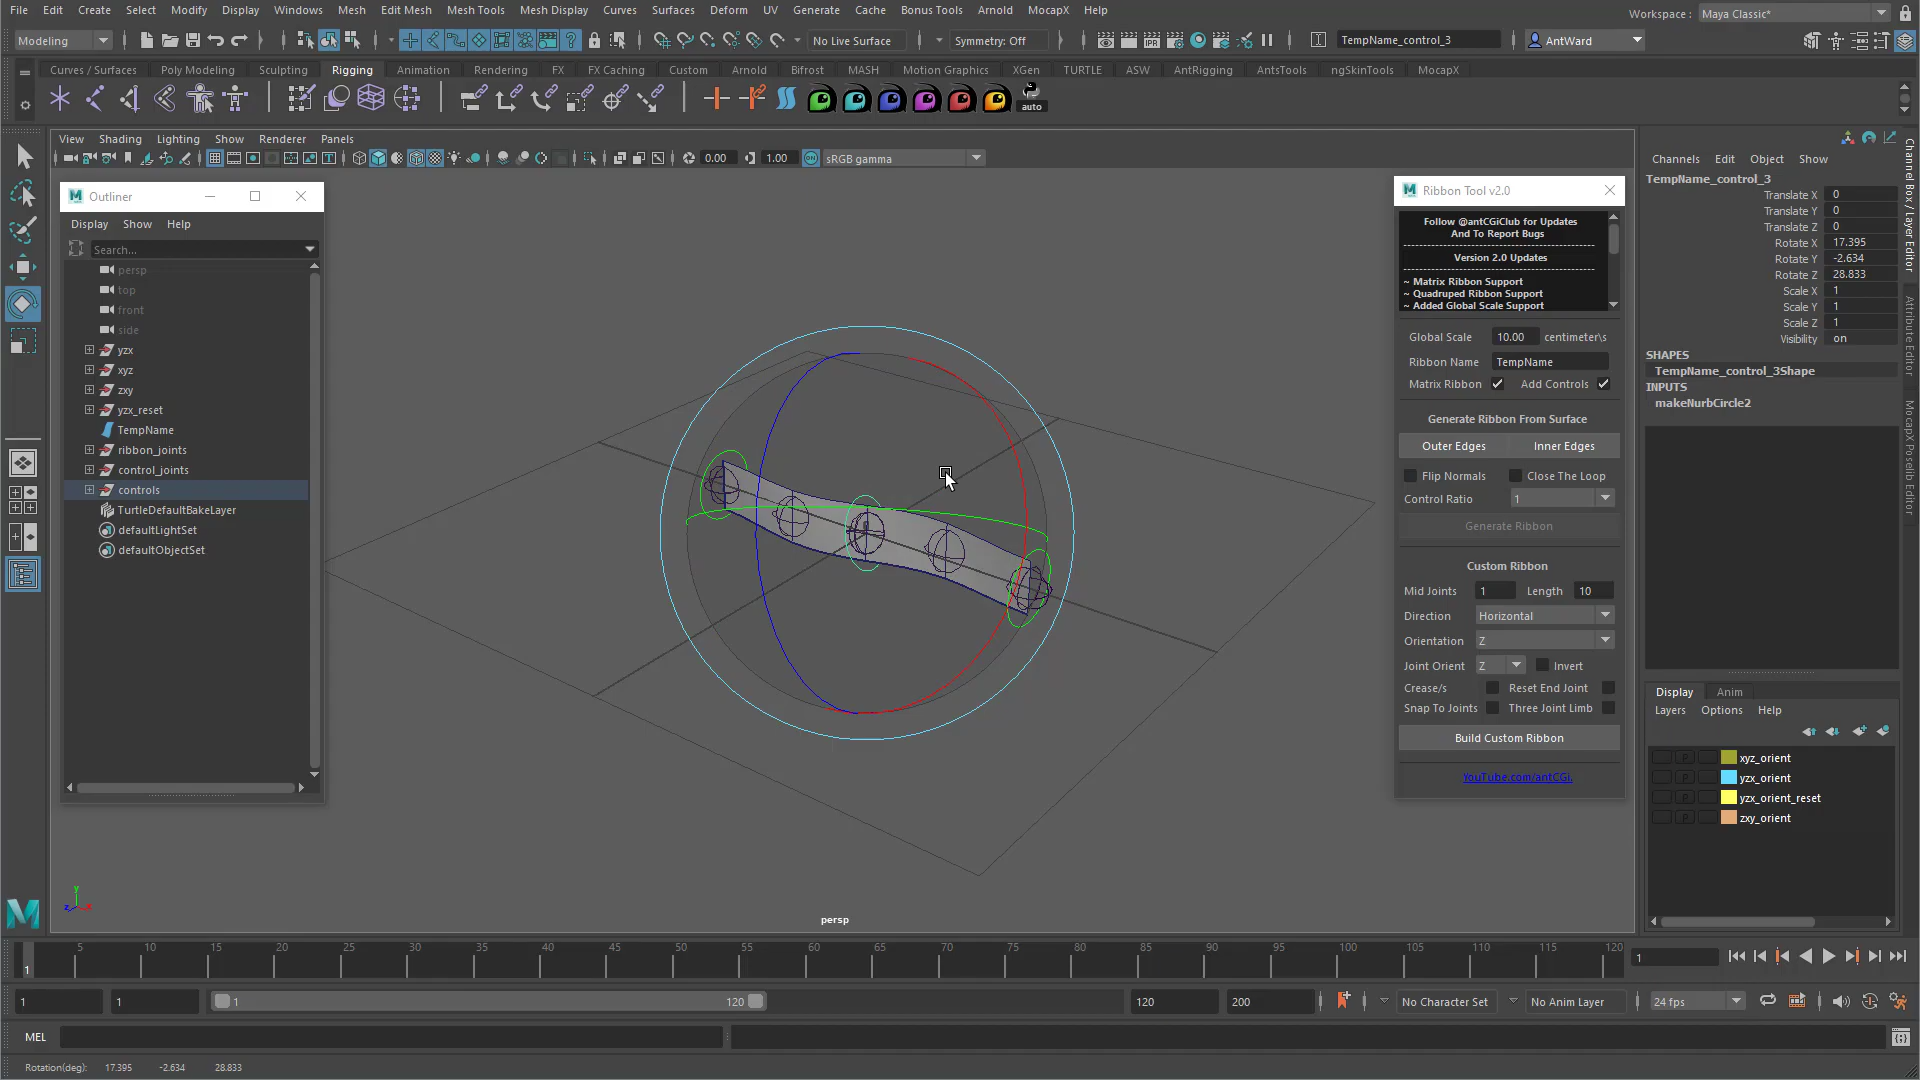 File Edit Create Select Modify Display Windows Mesh Edit Mesh Mesh Tools Mesh Display Curves Surfaces Deform UV Generate Cache Bonus Tools Arnold MocapX Help
Workspace : Maya Classic*
Modeling
No Live Surface
Symmetry: Off
TempName_control_3
AntWard
Curves / Surfaces Poly Modeling Sculpting Rigging Animation Rendering FX FX Caching Custom Arnold Bifrost MASH Motion Graphics XGen TURTLE ASW AntRigging AntsTools ngSkinTools MocapX
auto
View Shading Lighting Show Renderer Panels
0.00 1.00 ON sRGB gamma
Outliner
Display Show Help
Search...
persp
top
front
side
yzx
xyz
zxy
yzx_reset
TempName
ribbon_joints
control_joints
controls
TurtleDefaultBakeLayer
defaultLightSet
defaultObjectSet
y
z x
persp
Ribbon Tool v2.0
Follow @antCGiClub for Updates
And To Report Bugs
Version 2.0 Updates
~ Matrix Ribbon Support
~ Quadruped Ribbon Support
~ Added Global Scale Support
Global Scale 10.00 centimeter\s
Ribbon Name TempName
Matrix Ribbon Add Controls
Generate Ribbon From Surface
Outer Edges Inner Edges
Flip Normals Close The Loop
Control Ratio 1
Generate Ribbon
Custom Ribbon
Mid Joints 1 Length 10
Direction Horizontal
Orientation Z
Joint Orient Z Invert
Crease/s Reset End Joint
Snap To Joints Three Joint Limb
Build Custom Ribbon
YouTube.com/antCGi.
Channels Edit Object Show
TempName_control_3
Translate X 0
Translate Y 0
Translate Z 0
Rotate X 17.395
Rotate Y -2.634
Rotate Z 28.833
Scale X 1
Scale Y 1
Scale Z 1
Visibility on
SHAPES
TempName_control_3Shape
INPUTS
makeNurbCircle2
Channel Box / Layer Editor
Attribute Editor
MocapX Poselib Editor
Display Anim
Layers Options Help
P xyz_orient
P yzx_orient
P yzx_orient_reset
P zxy_orient
5 10 15 20 25 30 35 40 45 50 55 60 65 70 75 80 85 90 95 100 105 110 115 120
1
1
1 1 1 120 120 200 No Character Set No Anim Layer 24 fps
MEL
Rotation(deg): 17.395 -2.634 28.833